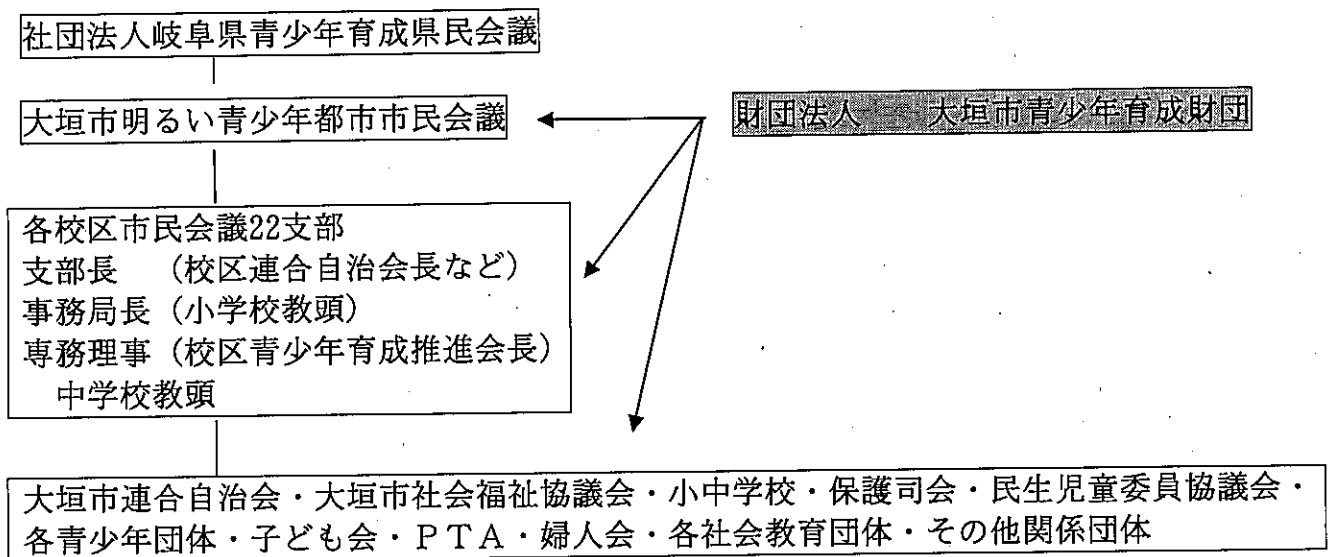 社団法人岐阜県青少年育成県民会議
大垣市明るい青少年都市市民会議
財団法人　　大垣市青少年育成財団
各校区市民会議22支部
支部長　（校区連合自治会長など）
事務局長（小学校教頭）
専務理事（校区青少年育成推進会長）
中学校教頭
大垣市連合自治会・大垣市社会福祉協議会・小中学校・保護司会・民生児童委員協議会・
各青少年団体・子ども会・ＰＴＡ・婦人会・各社会教育団体・その他関係団体